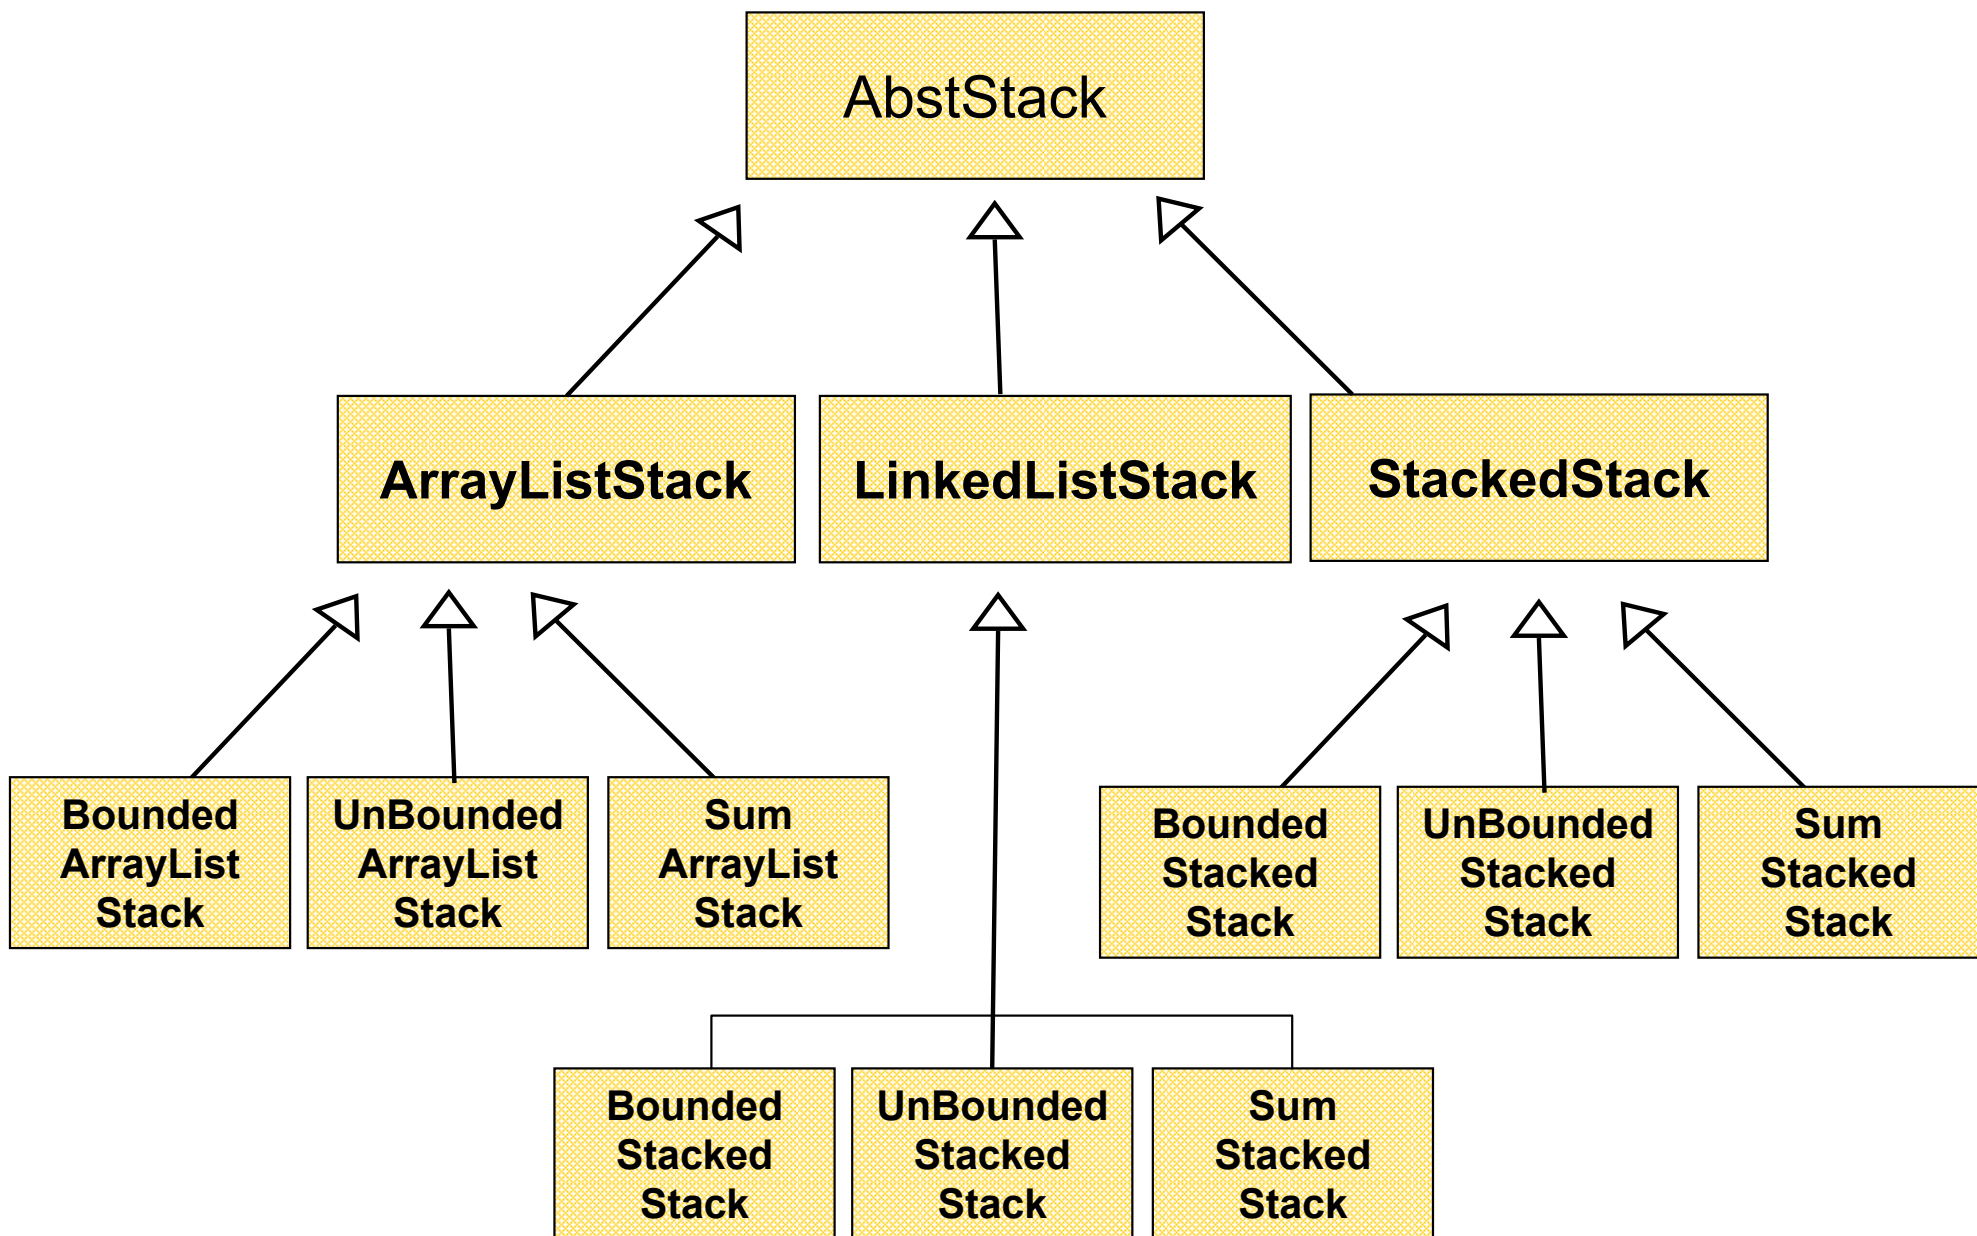 AbstStack
ArrayListStack
LinkedListStack
StackedStack
Bounded
ArrayList
Stack
UnBounded
ArrayList
Stack
Sum
ArrayList
Stack
Bounded
Stacked
Stack
UnBounded
Stacked
Stack
Sum
Stacked
Stack
Bounded
Stacked
Stack
UnBounded
Stacked
Stack
Sum
Stacked
Stack